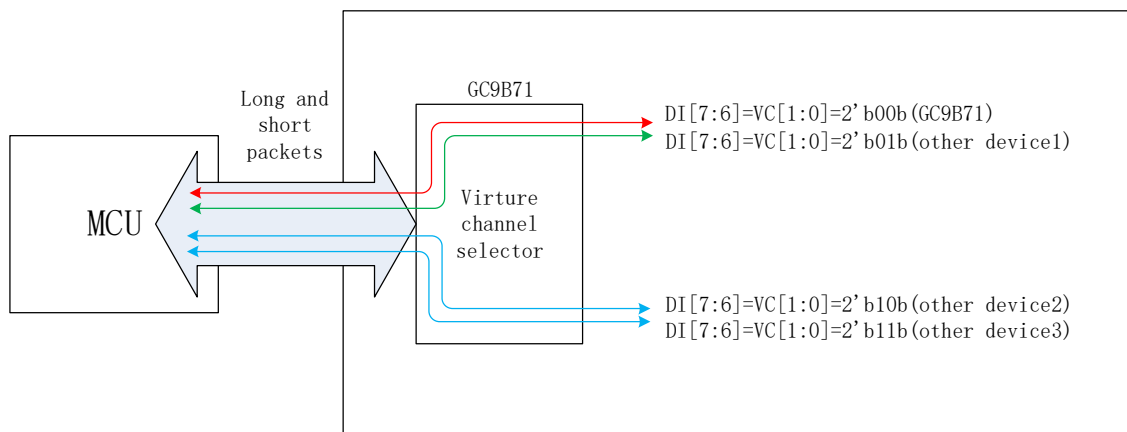 GC9B71
Long and
short
packets
DI[7:6]=VC[1:0]=2'b00b(GC9B71)
DI[7:6]=VC[1:0]=2'b01b(other device1)
MCU
Virture
channel
selector
DI[7:6]=VC[1:0]=2'b10b(other device2)
DI[7:6]=VC[1:0]=2'b11b(other device3)